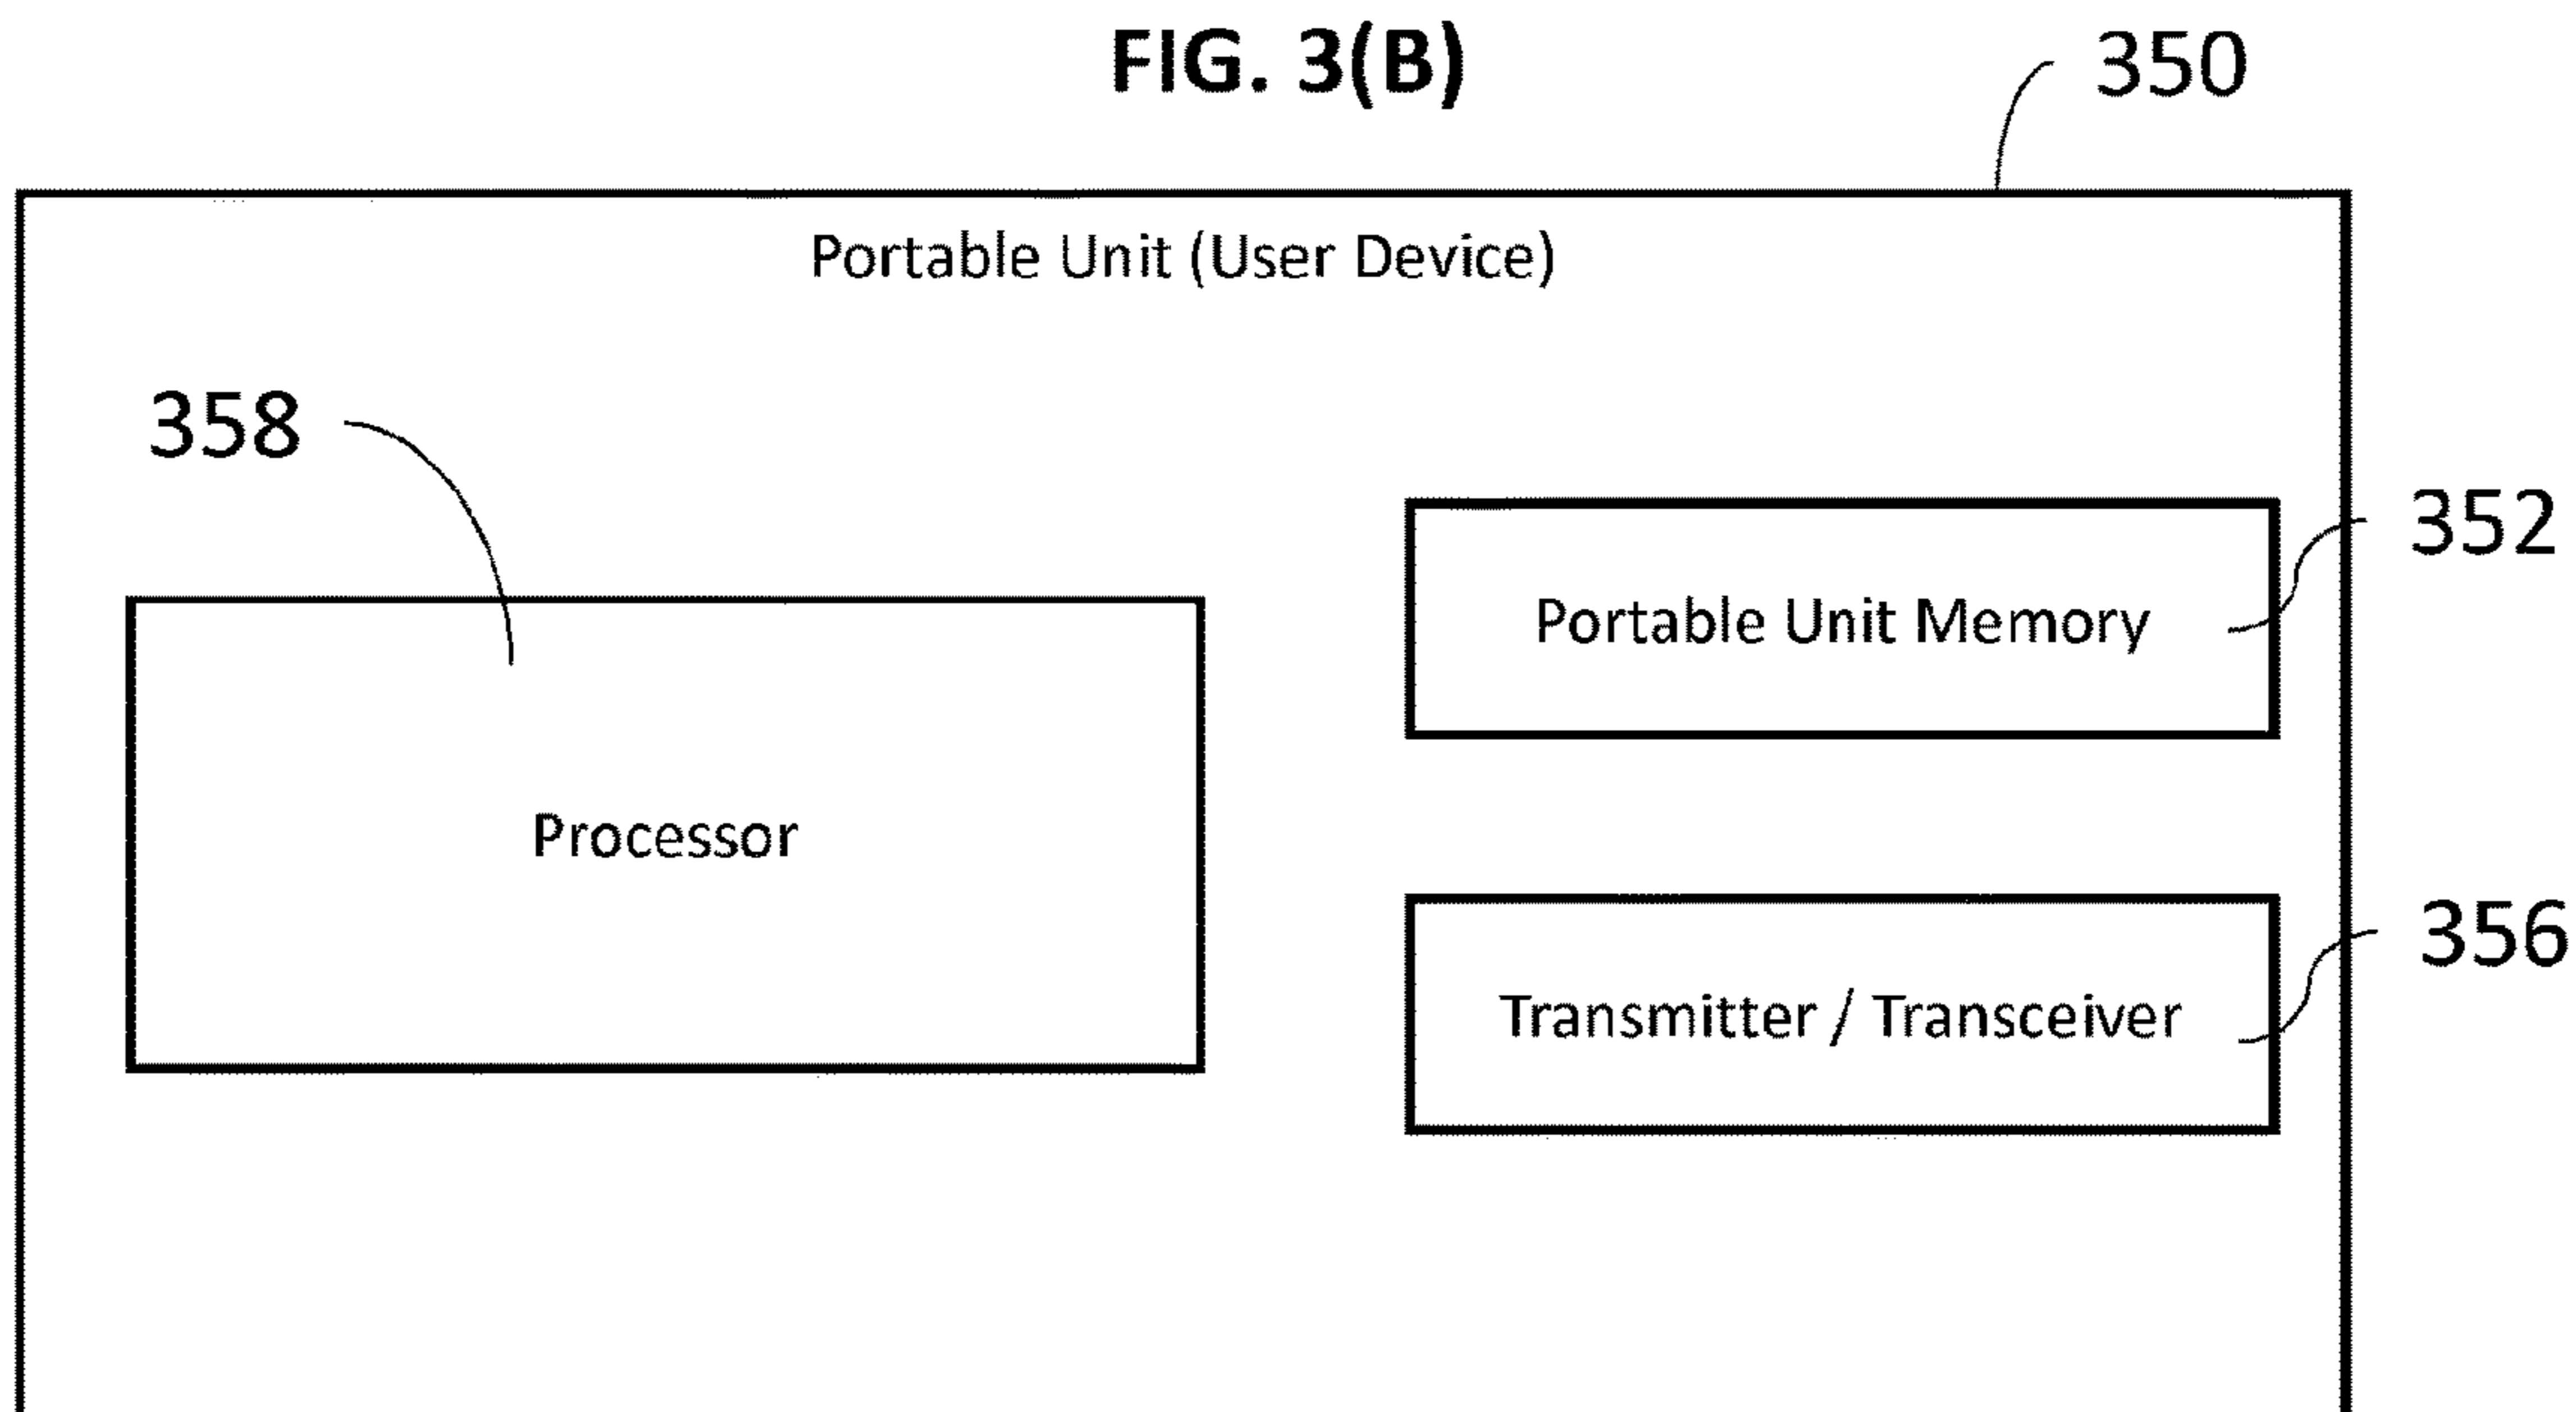 FIG. 3(B)
350
Portable Unit (User Device)
358
352
Portable Unit Memory
Processor
356
Transmitter / Transceiver